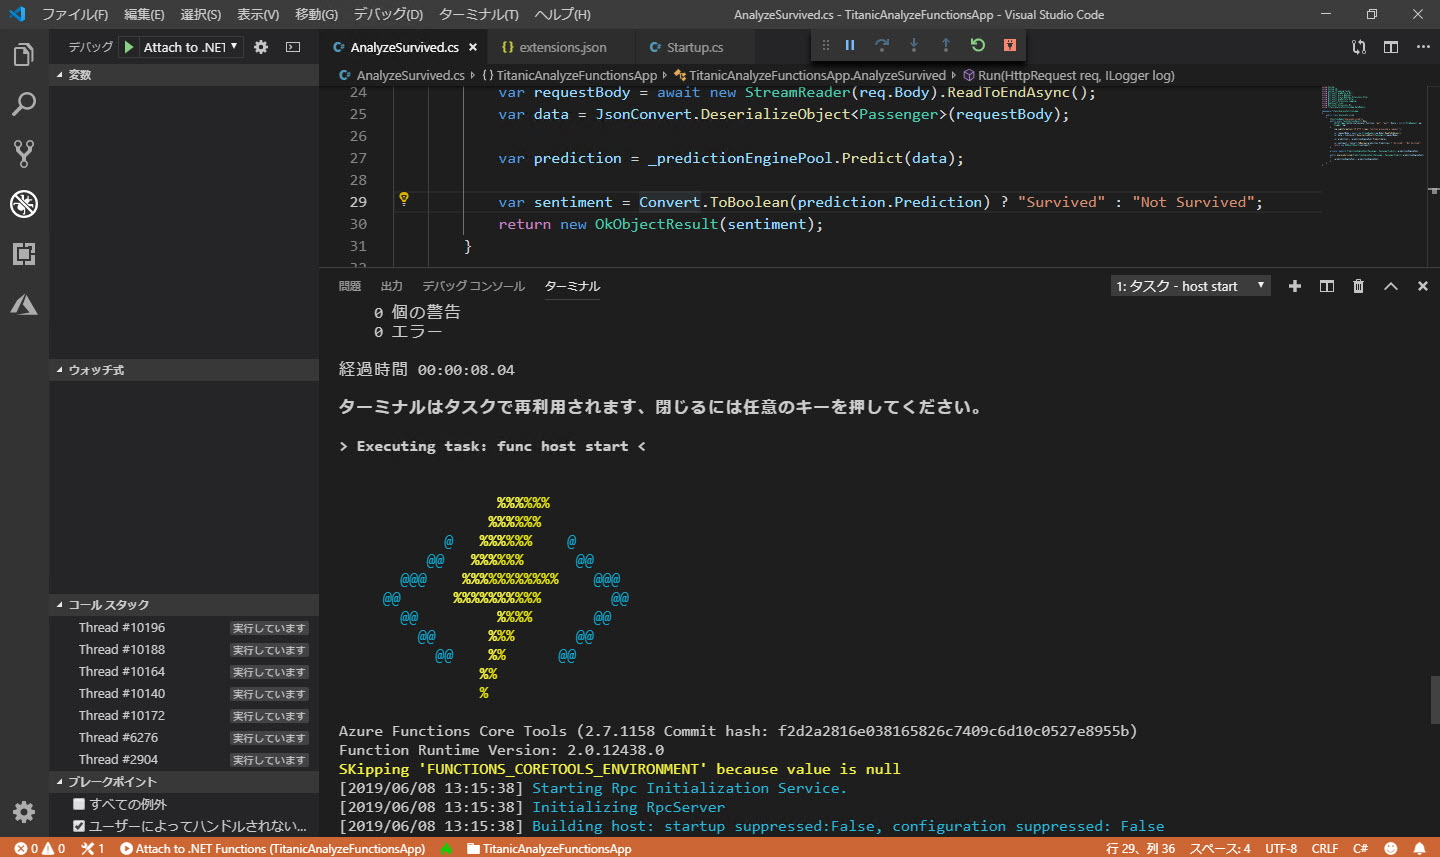 ファイル(F) 編集(E) 選択(S) 表示(V) 移動(G) デバッグ(D) ターミナル(T) ヘルプ(H) AnalyzeSurvived.cs - TitanicAnalyzeFunctionsApp - Visual Studio Code
デバッグ Attach to .NET
AnalyzeSurvived.cs extensions.json Startup.cs
AnalyzeSurvived.cs {} TitanicAnalyzeFunctionsApp TitanicAnalyzeFunctionsApp.AnalyzeSurvived Run(HttpRequest req, ILogger log)
24 var requestBody = await new StreamReader(req.Body).ReadToEndAsync();
25 var data = JsonConvert.DeserializeObject<Passenger>(requestBody);
26
27 var prediction = _predictionEnginePool.Predict(data);
28
29 var sentiment = Convert.ToBoolean(prediction.Prediction) ? "Survived" : "Not Survived";
30 return new OkObjectResult(sentiment);
31 }
32
変数
ウォッチ式
コール スタック
Thread #10196 実行しています
Thread #10188 実行しています
Thread #10164 実行しています
Thread #10140 実行しています
Thread #10172 実行しています
Thread #6276 実行しています
Thread #2904 実行しています
ブレークポイント
すべての例外
ユーザーによってハンドルされない...
問題 出力 デバッグ コンソール ターミナル 1: タスク - host start
0 個の警告
0 エラー
経過時間 00:00:08.04
ターミナルはタスクで再利用されます、閉じるには任意のキーを押してください。
> Executing task: func host start <
%%%%%%
%%%%%%
@ %%%%%% @
@@ %%%%%% @@
@@@ %%%%%%%%%%% @@@
@@ %%%%%%%%%% @@
@@ %%%% @@
@@ %%% @@
@@ %% @@
%%
%
Azure Functions Core Tools (2.7.1158 Commit hash: f2d2a2816e038165826c7409c6d10c0527e8955b)
Function Runtime Version: 2.0.12438.0
SKipping 'FUNCTIONS_CORETOOLS_ENVIRONMENT' because value is null
[2019/06/08 13:15:38] Starting Rpc Initialization Service.
[2019/06/08 13:15:38] Initializing RpcServer
[2019/06/08 13:15:38] Building host: startup suppressed:False, configuration suppressed: False
0 0 1 Attach to .NET Functions (TitanicAnalyzeFunctionsApp) TitanicAnalyzeFunctionsApp 行 29、列 36 スペース: 4 UTF-8 CRLF C#